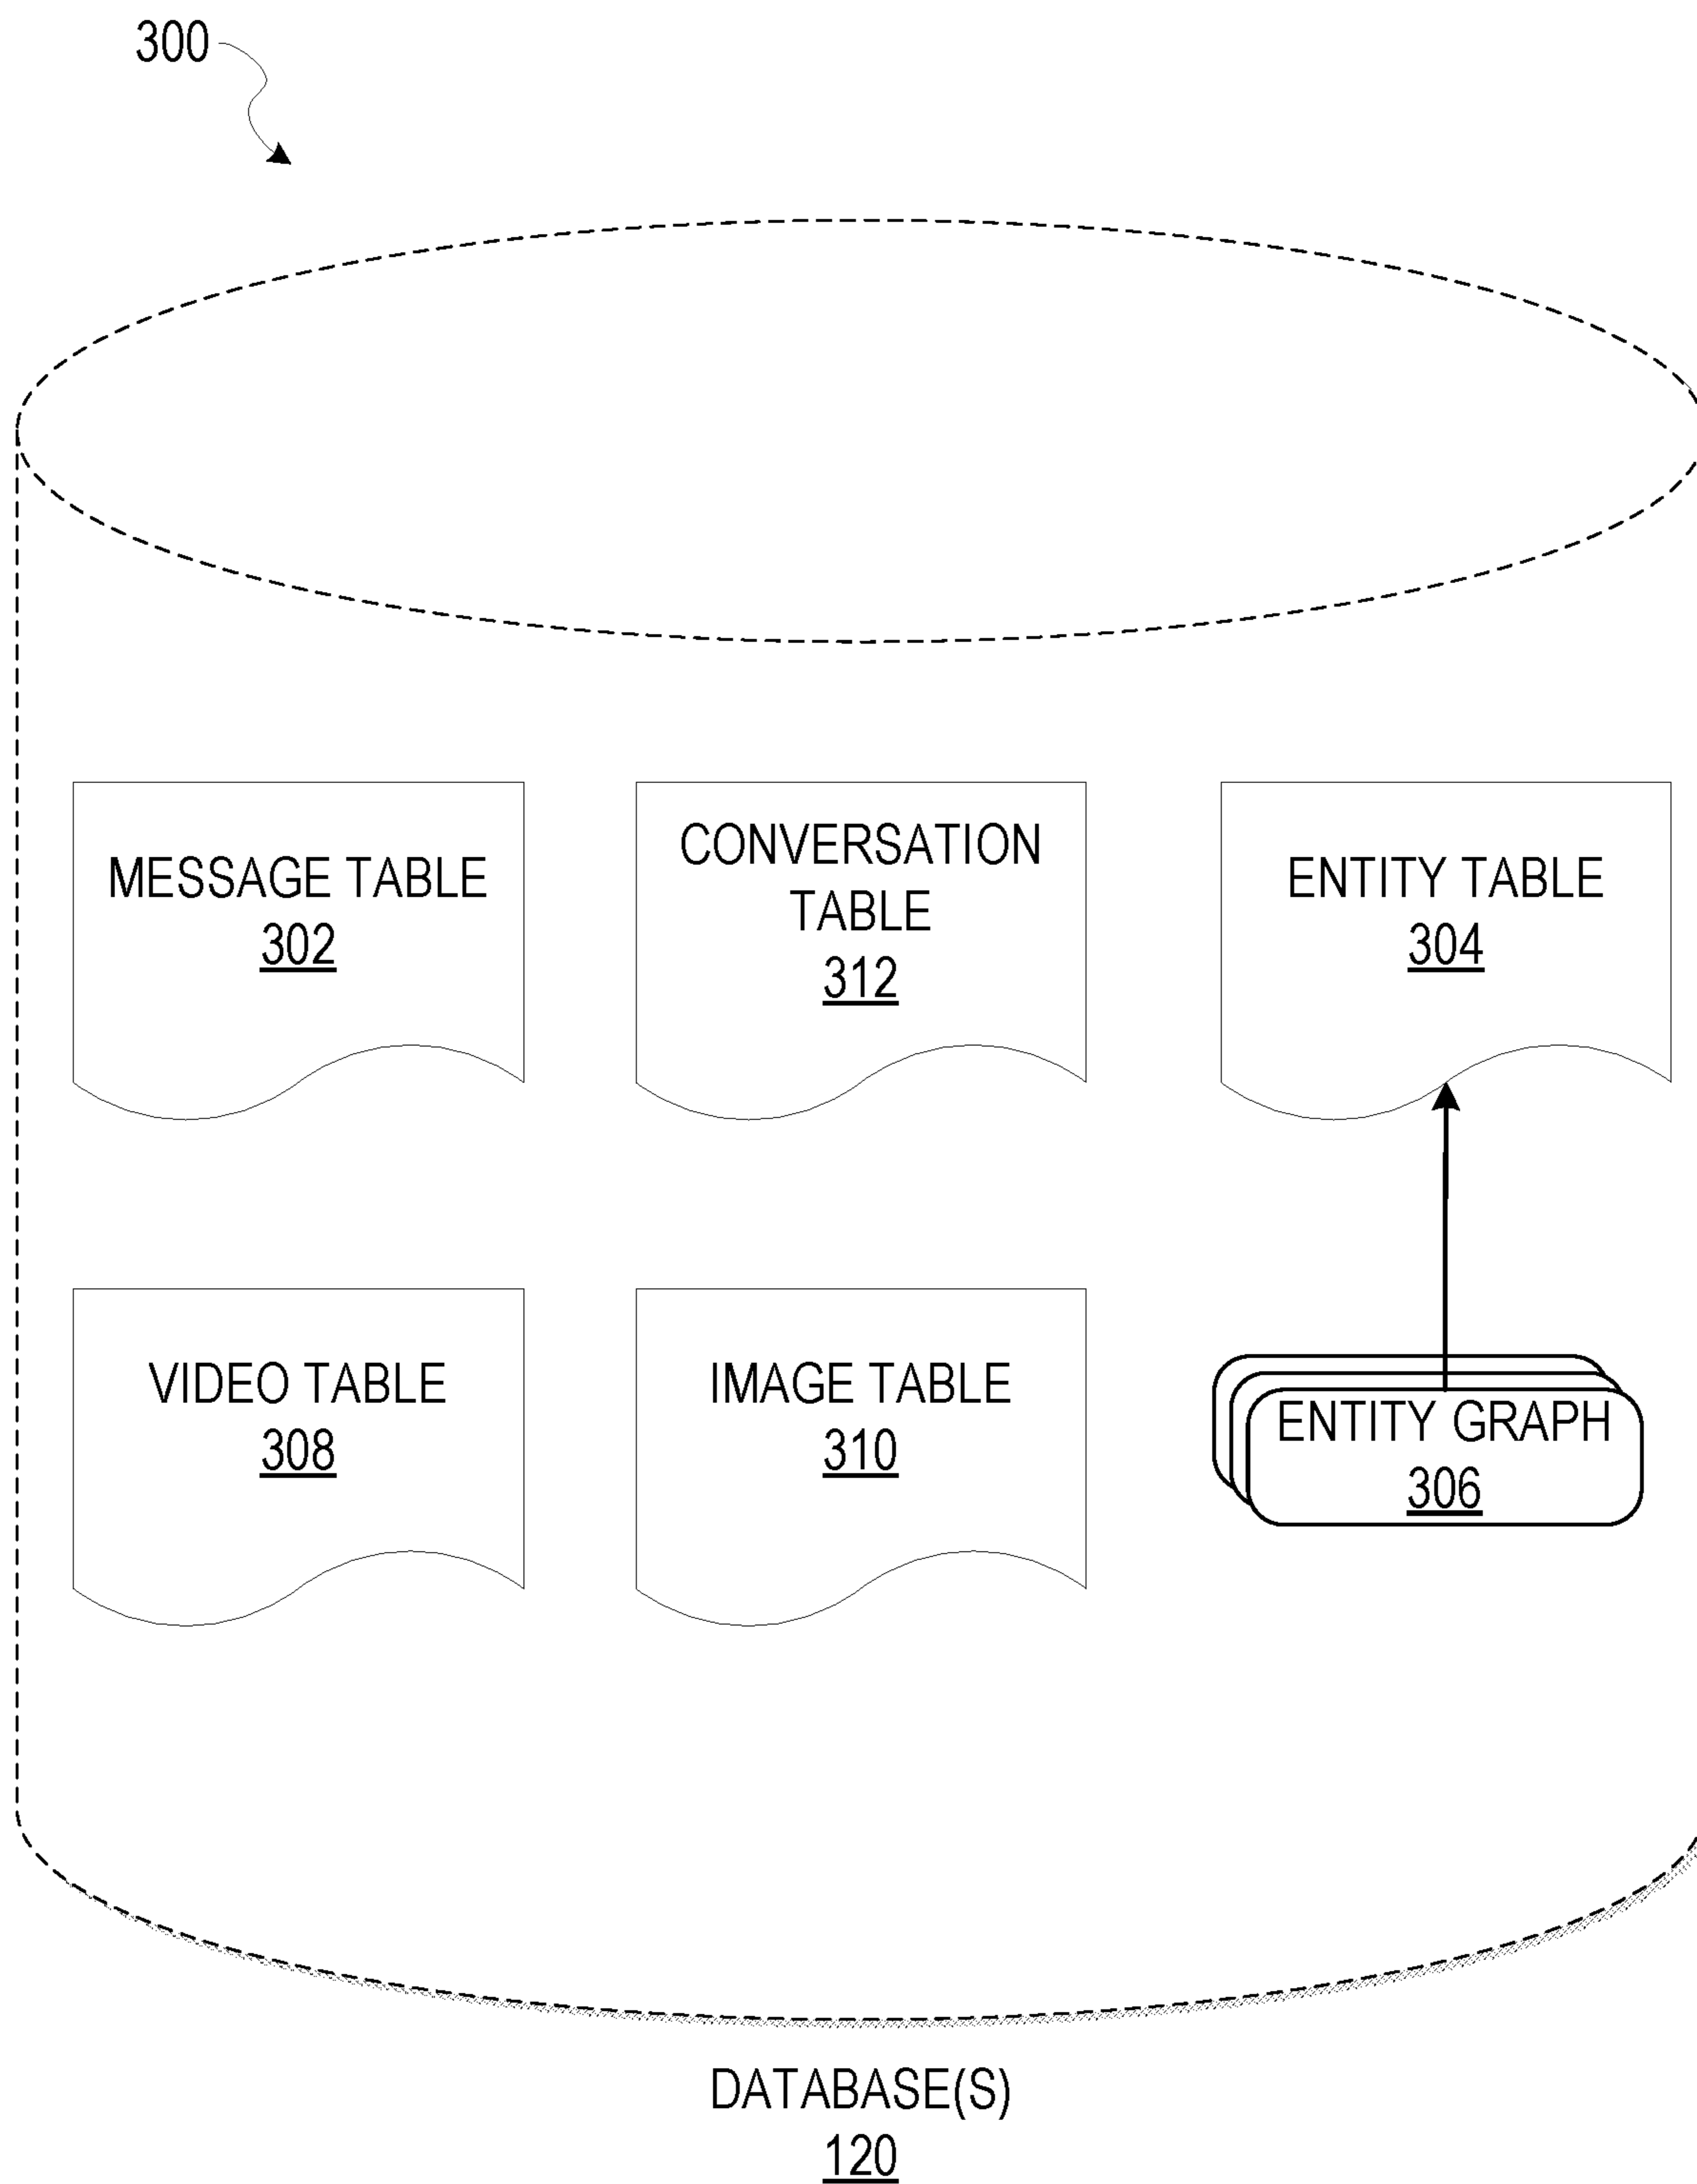 300
MESSAGE TABLE
302
CONVERSATION
TABLE
312
ENTITY TABLE
304
VIDEO TABLE
308
IMAGE TABLE
310
ENTITY GRAPH
306
DATABASE(S)
120